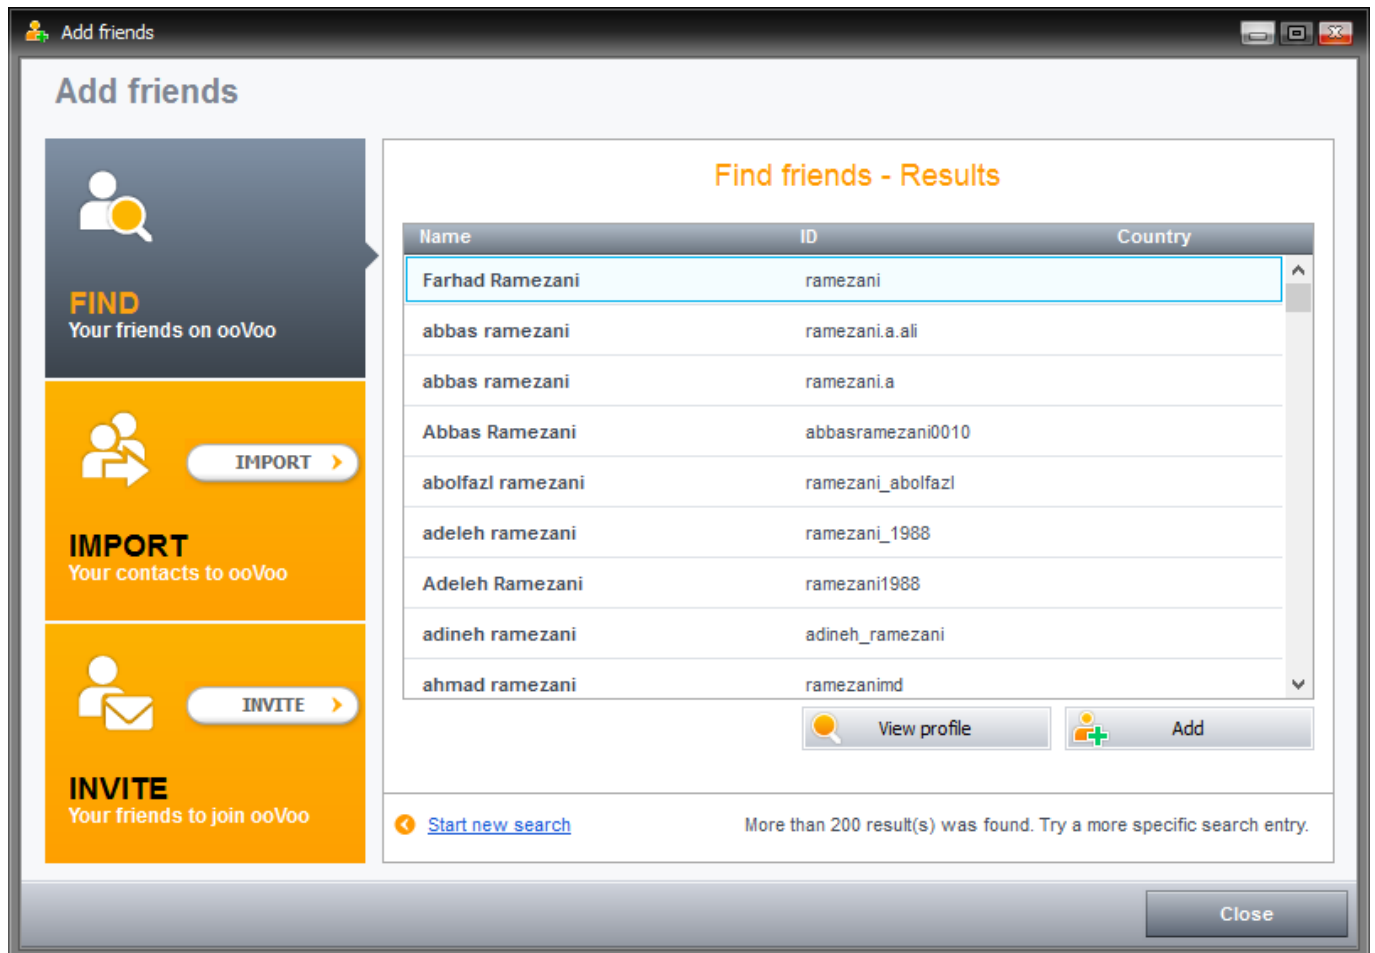 Add friends
Add friends
FIND
Your friends on ooVoo
IMPORT
IMPORT
Your contacts to ooVoo
INVITE
INVITE
Your friends to join ooVoo
Find friends - Results
Name ID Country
Farhad Ramezani ramezani
abbas ramezani ramezani.a.ali
abbas ramezani ramezani.a
Abbas Ramezani abbasramezani0010
abolfazl ramezani ramezani_abolfazl
adeleh ramezani ramezani_1988
Adeleh Ramezani ramezani1988
adineh ramezani adineh_ramezani
ahmad ramezani ramezanimd
View profile Add
Start new search More than 200 result(s) was found. Try a more specific search entry.
Close